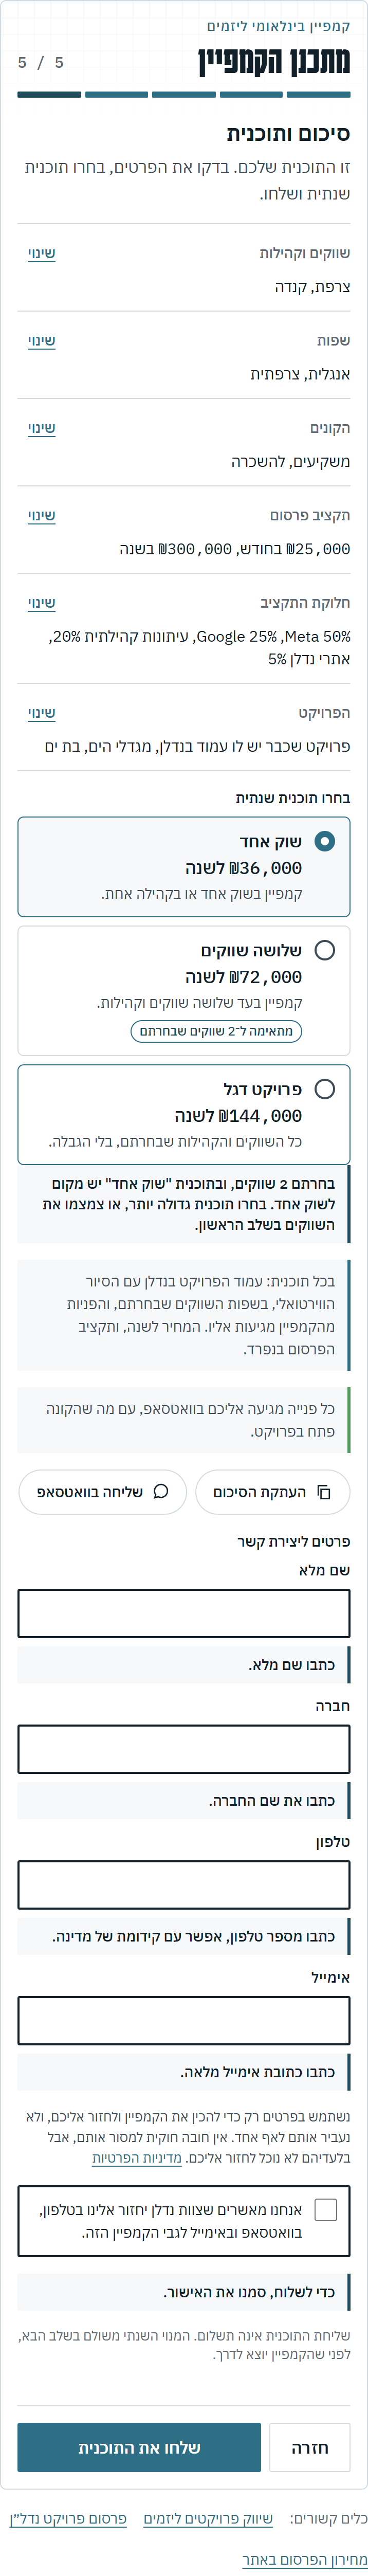 קמפיין בינלאומי ליזמים
מתכנן הקמפיין
5 / 5
סיכום ותוכנית
זו התוכנית שלכם. בדקו את הפרטים, בחרו תוכנית
שנתית ושלחו.
שווקים וקהילות
שינוי
צרפת, קנדה
שפות
שינוי
אנגלית, צרפתית
הקונים
שינוי
משקיעים, להשכרה
תקציב פרסום
שינוי
₪25,000 בחודש, ₪300,000 בשנה
חלוקת התקציב
שינוי
Meta 50%, Google 25%, עיתונות קהילתית 20%,
אתרי נדלן 5%
הפרויקט
שינוי
פרויקט שכבר יש לו עמוד בנדלן, מגדלי הים, בת ים
בחרו תוכנית שנתית
שוק אחד
₪36,000 לשנה
קמפיין בשוק אחד או בקהילה אחת.
שלושה שווקים
₪72,000 לשנה
קמפיין בעד שלושה שווקים וקהילות.
מתאימה ל־2 שווקים שבחרתם
פרויקט דגל
₪144,000 לשנה
כל השווקים והקהילות שבחרתם, בלי הגבלה.
בחרתם 2 שווקים, ובתוכנית "שוק אחד" יש מקום
לשוק אחד. בחרו תוכנית גדולה יותר, או צמצמו את
השווקים בשלב הראשון.
בכל תוכנית: עמוד הפרויקט בנדלן עם הסיור
הווירטואלי, בשפות השווקים שבחרתם, והפניות
מהקמפיין מגיעות אליו. המחיר לשנה, ותקציב
הפרסום בנפרד.
כל פנייה מגיעה אליכם בוואטסאפ, עם מה שהקונה
פתח בפרויקט.
העתקת הסיכום
שליחה בוואטסאפ
פרטים ליצירת קשר
שם מלא
כתבו שם מלא.
חברה
כתבו את שם החברה.
טלפון
כתבו מספר טלפון, אפשר עם קידומת של מדינה.
אימייל
כתבו כתובת אימייל מלאה.
נשתמש בפרטים רק כדי להכין את הקמפיין ולחזור אליכם, ולא
נעביר אותם לאף אחד. אין חובה חוקית למסור אותם, אבל
בלעדיהם לא נוכל לחזור אליכם. מדיניות הפרטיות
אנחנו מאשרים שצוות נדלן יחזור אלינו בטלפון,
בוואטסאפ ובאימייל לגבי הקמפיין הזה.
כדי לשלוח, סמנו את האישור.
שליחת התוכנית אינה תשלום. המנוי השנתי משולם בשלב הבא,
לפני שהקמפיין יוצא לדרך.
חזרה
שלחו את התוכנית
כלים קשורים:
שיווק פרויקטים ליזמים
פרסום פרויקט נדל״ן
מחירון הפרסום באתר